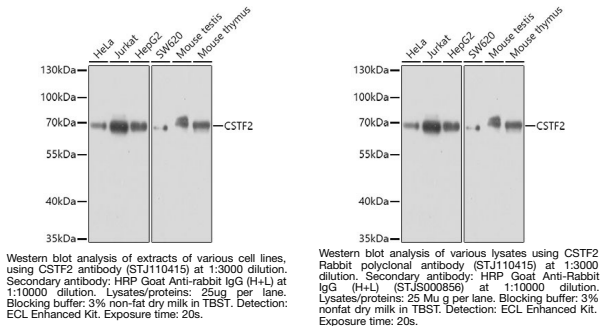 HeLa
Jurkat
HepG2
SW620
Mouse testis
Mouse thymus
130kDa
100kDa
70kDa
CSTF2
55kDa
40kDa
35kDa
Western blot analysis of extracts of various cell lines,
using CSTF2 antibody (STJ110415) at 1:3000 dilution.
Secondary antibody: HRP Goat Anti-rabbit IgG (H+L) at
1:10000 dilution. Lysates/proteins: 25ug per lane.
Blocking buffer: 3% non-fat dry milk in TBST. Detection:
ECL Enhanced Kit. Exposure time: 20s.
HeLa
Jurkat
HepG2
SW620
Mouse testis
Mouse thymus
130kDa
100kDa
70kDa
CSTF2
55kDa
40kDa
35kDa
Western blot analysis of various lysates using CSTF2
Rabbit polyclonal antibody (STJ110415) at 1:3000
dilution. Secondary antibody: HRP Goat Anti-Rabbit
IgG (H+L) (STJS000856) at 1:10000 dilution.
Lysates/proteins: 25 Mu g per lane. Blocking buffer: 3%
nonfat dry milk in TBST. Detection: ECL Enhanced Kit.
Exposure time: 20s.